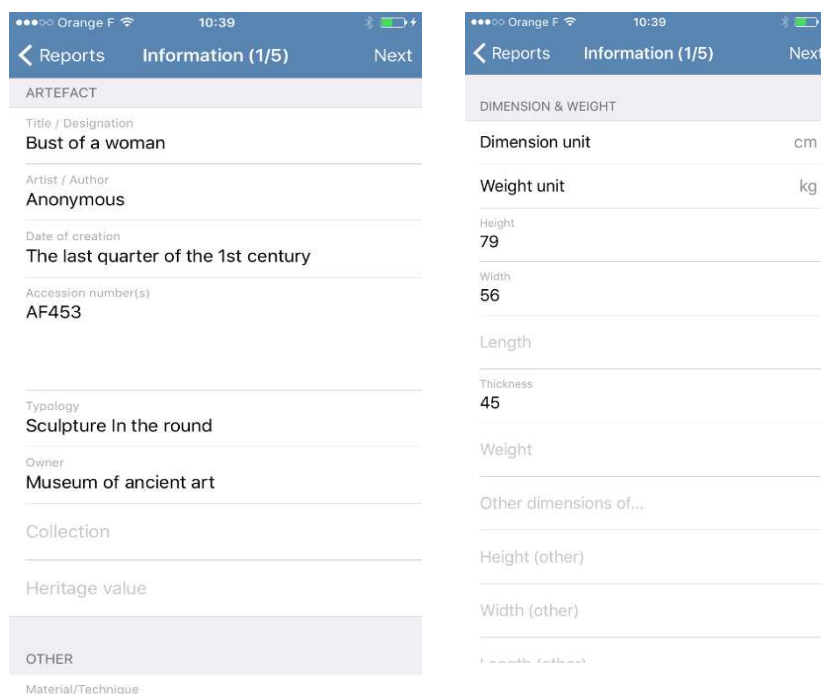 Orange F 10:39
Reports Information (1/5) Next
ARTEFACT
Title / Designation
Bust of a woman
Artist / Author
Anonymous
Date of creation
The last quarter of the 1st century
Accession number(s)
AF453
Typology
Sculpture In the round
Owner
Museum of ancient art
Collection
Heritage value
OTHER
Material/Technique
Orange F 10:39
Reports Information (1/5) Next
DIMENSION & WEIGHT
Dimension unit cm
Weight unit kg
Height
79
Width
56
Length
Thickness
45
Weight
Other dimensions of...
Height (other)
Width (other)
Length (other)